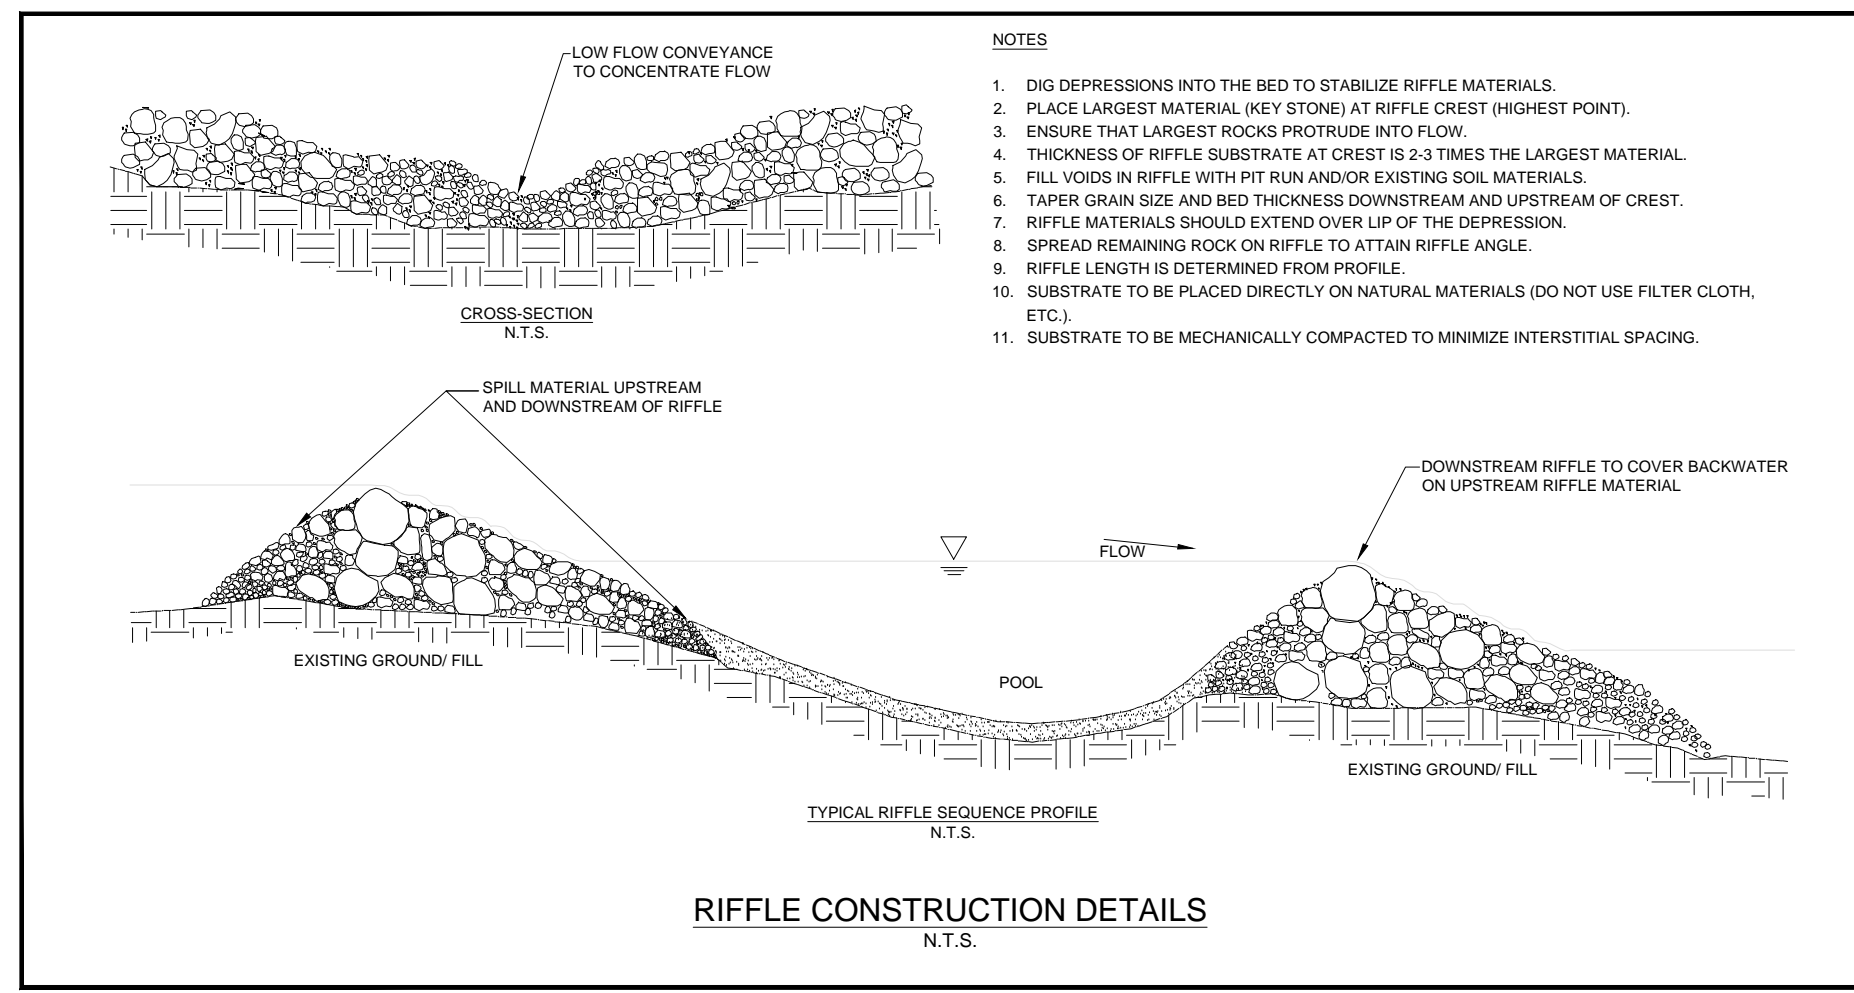 LOW FLOW CONVEYANCE
TO CONCENTRATE FLOW
CROSS-SECTION
N.T.S.
NOTES
1. DIG DEPRESSIONS INTO THE BED TO STABILIZE RIFFLE MATERIALS.
2. PLACE LARGEST MATERIAL (KEY STONE) AT RIFFLE CREST (HIGHEST POINT).
3. ENSURE THAT LARGEST ROCKS PROTRUDE INTO FLOW.
4. THICKNESS OF RIFFLE SUBSTRATE AT CREST IS 2-3 TIMES THE LARGEST MATERIAL.
5. FILL VOIDS IN RIFFLE WITH PIT RUN AND/OR EXISTING SOIL MATERIALS.
6. TAPER GRAIN SIZE AND BED THICKNESS DOWNSTREAM AND UPSTREAM OF CREST.
7. RIFFLE MATERIALS SHOULD EXTEND OVER LIP OF THE DEPRESSION.
8. SPREAD REMAINING ROCK ON RIFFLE TO ATTAIN RIFFLE ANGLE.
9. RIFFLE LENGTH IS DETERMINED FROM PROFILE.
10. SUBSTRATE TO BE PLACED DIRECTLY ON NATURAL MATERIALS (DO NOT USE FILTER CLOTH,
ETC.).
11. SUBSTRATE TO BE MECHANICALLY COMPACTED TO MINIMIZE INTERSTITIAL SPACING.
SPILL MATERIAL UPSTREAM
AND DOWNSTREAM OF RIFFLE
DOWNSTREAM RIFFLE TO COVER BACKWATER
ON UPSTREAM RIFFLE MATERIAL
FLOW
EXISTING GROUND/ FILL
POOL
EXISTING GROUND/ FILL
TYPICAL RIFFLE SEQUENCE PROFILE
N.T.S.
RIFFLE CONSTRUCTION DETAILS
N.T.S.